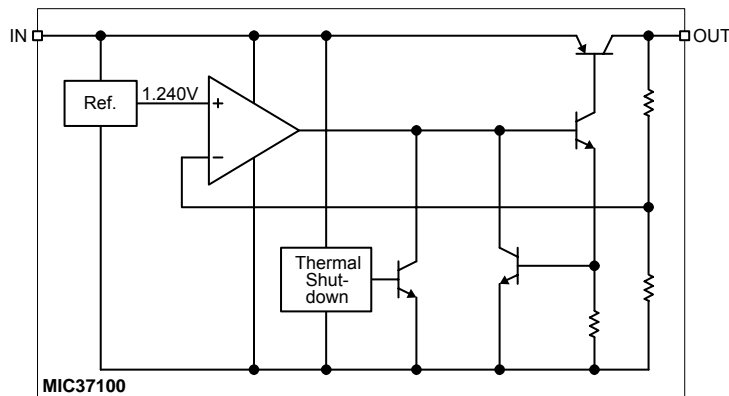 IN
OUT
Ref.
1.240V
+
−
Thermal
Shut-
down
MIC37100